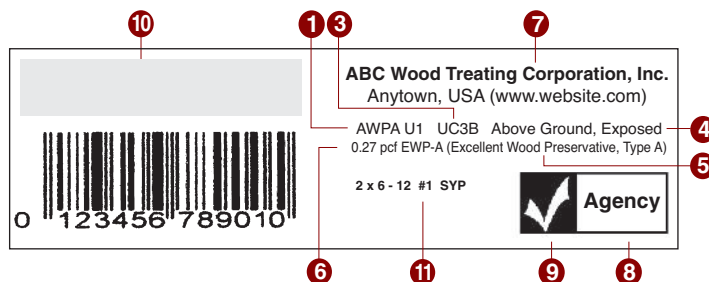 10
1
3
7
ABC Wood Treating Corporation, Inc.
Anytown, USA (www.website.com)
AWPA U1 UC3B Above Ground, Exposed
4
0.27 pcf EWP-A (Excellent Wood Preservative, Type A)
5
2 x 6 - 12 #1 SYP
Agency
0 123456 789010
6
11
9
8